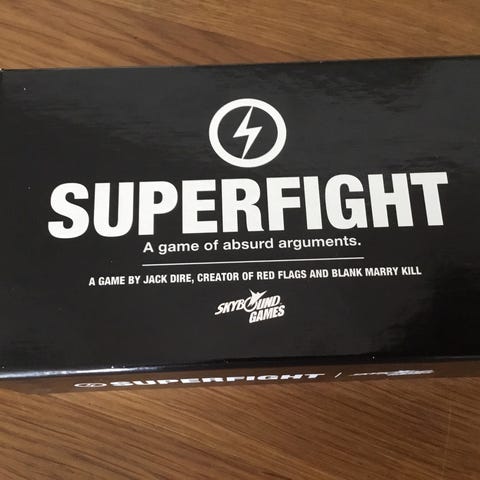 SUPERFIGHT
A game of absurd arguments.
A GAME BY JACK DIRE, CREATOR OF RED FLAGS AND BLANK MARRY KILL
SKYBOUND
GAMES
SUPERFIGHT